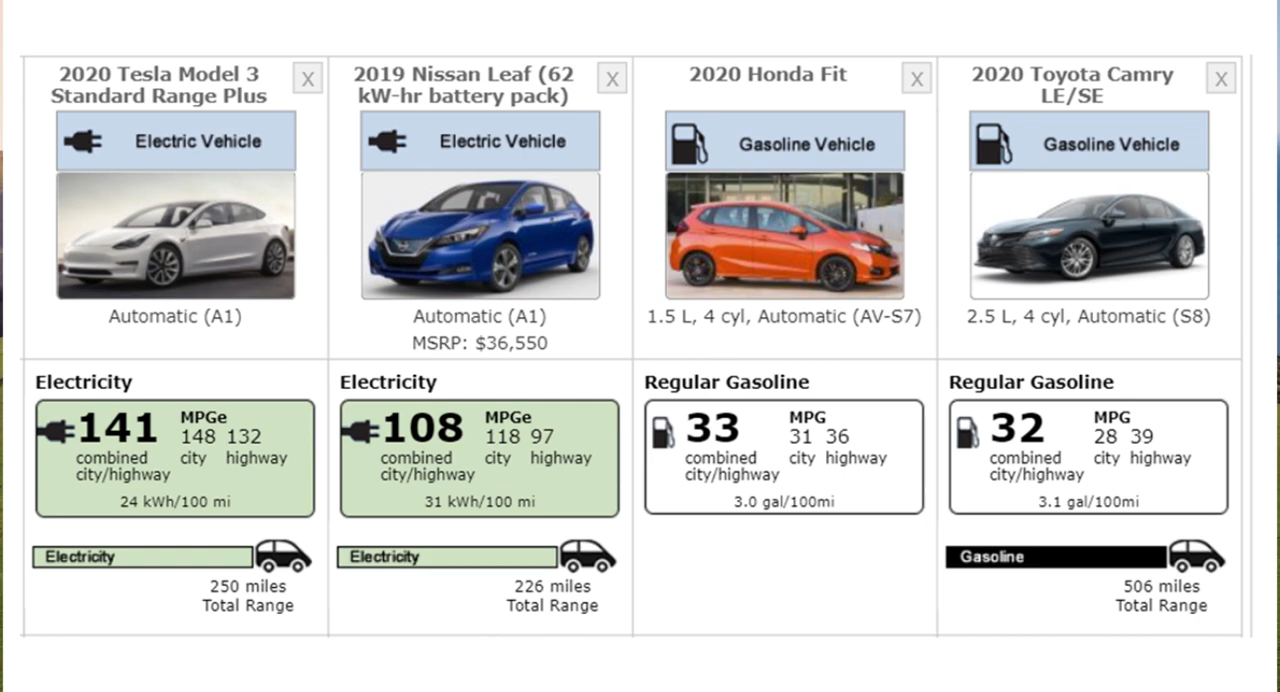 2020 Tesla Model 3
Standard Range Plus
X
Electric Vehicle
Automatic (A1)
2019 Nissan Leaf (62
kW-hr battery pack)
X
Electric Vehicle
Automatic (A1)
MSRP: $36,550
2020 Honda Fit
X
Gasoline Vehicle
1.5 L, 4 cyl, Automatic (AV-S7)
2020 Toyota Camry
LE/SE
X
Gasoline Vehicle
2.5 L, 4 cyl, Automatic (S8)
Electricity
141
combined
city/highway
MPGe
148 132
city highway
24 kWh/100 mi
Electricity
250 miles
Total Range
Electricity
108
combined
city/highway
MPGe
118 97
city highway
31 kWh/100 mi
Electricity
226 miles
Total Range
Regular Gasoline
33
combined
city/highway
MPG
31 36
city highway
3.0 gal/100mi
Regular Gasoline
32
combined
city/highway
MPG
28 39
city highway
3.1 gal/100mi
Gasoline
506 miles
Total Range